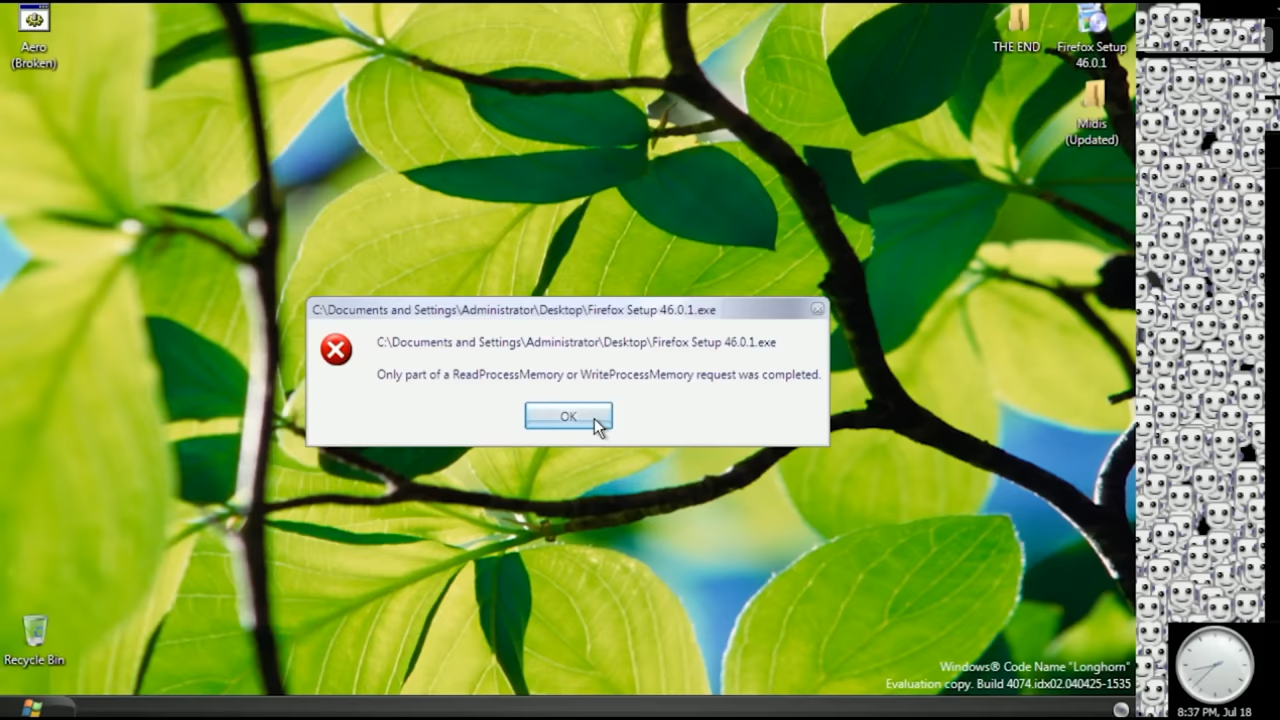 Aero
(Broken)
THE END
Firefox Setup
46.0.1
Midis
(Updated)
C:\Documents and Settings\Administrator\Desktop\Firefox Setup 46.0.1.exe
C:\Documents and Settings\Administrator\Desktop\Firefox Setup 46.0.1.exe
Only part of a ReadProcessMemory or WriteProcessMemory request was completed.
OK
Recycle Bin
Windows® Code Name "Longhorn"
Evaluation copy. Build 4074.idx02.040425-1535
8:37 PM, Jul 18